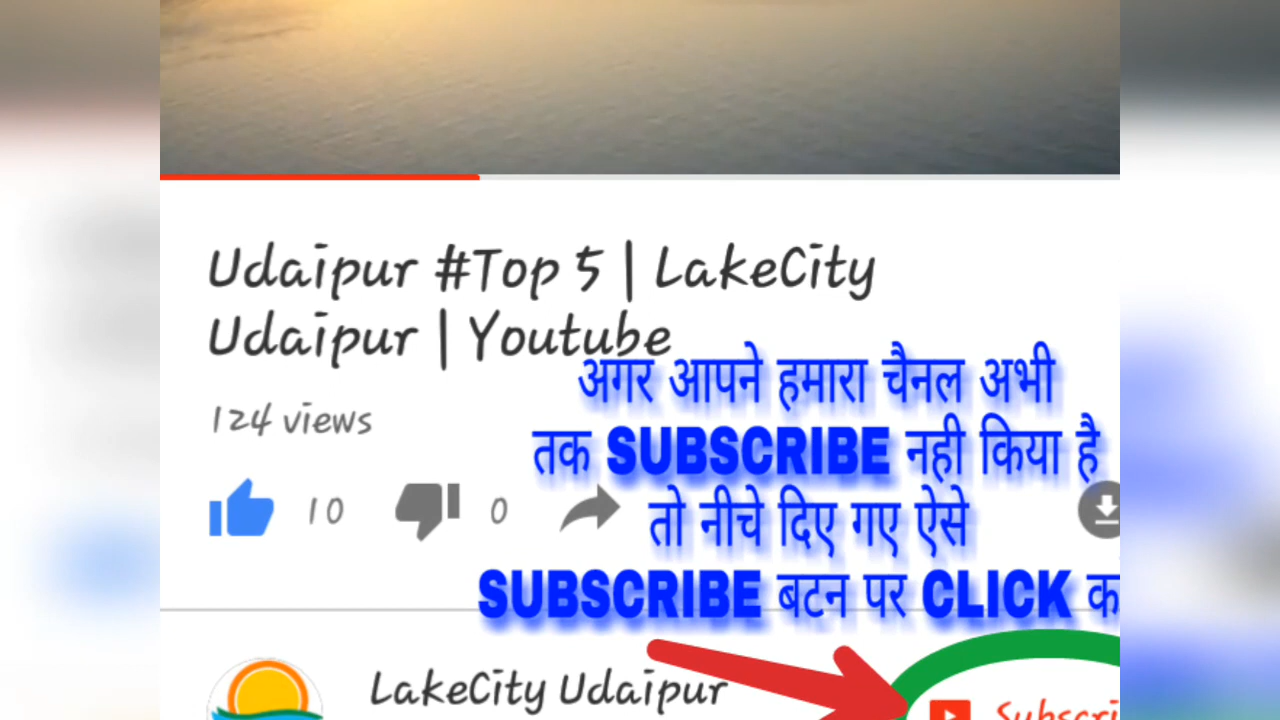 Udaipur #Top 5 | LakeCity
Udaipur | Youtube
124 views
अगर आपने हमारा चैनल अभी
तक SUBSCRIBE नही किया है
10 0
तो नीचे दिए गए ऐसे
SUBSCRIBE बटन पर CLICK क
LakeCity Udaipur
Subscri